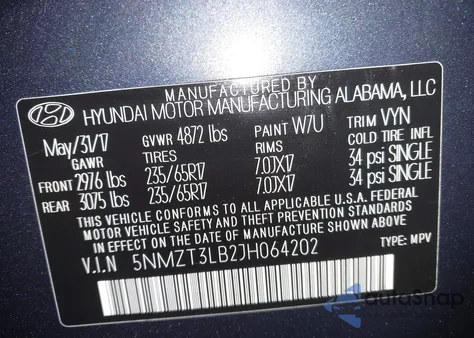 MANUFACTURED BY
HYUNDAI MOTOR MANUFACTURING ALABAMA, LLC
May/31/17 GVWR 4872 lbs PAINT W7U TRIM VYN
GAWR TIRES RIMS COLD TIRE INFL
FRONT 2976 lbs 235/65R17 7.0JX17 34 psi SINGLE
REAR 3075 lbs 235/65R17 7.0JX17 34 psi SINGLE
THIS VEHICLE CONFORMS TO ALL APPLICABLE U.S.A. FEDERAL
MOTOR VEHICLE SAFETY AND BUMPER STANDARDS
IN EFFECT ON THE DATE OF MANUFACTURE SHOWN ABOVE
V.I.N 5NMZT3LB2JH064202 TYPE: MPV
autoSnap